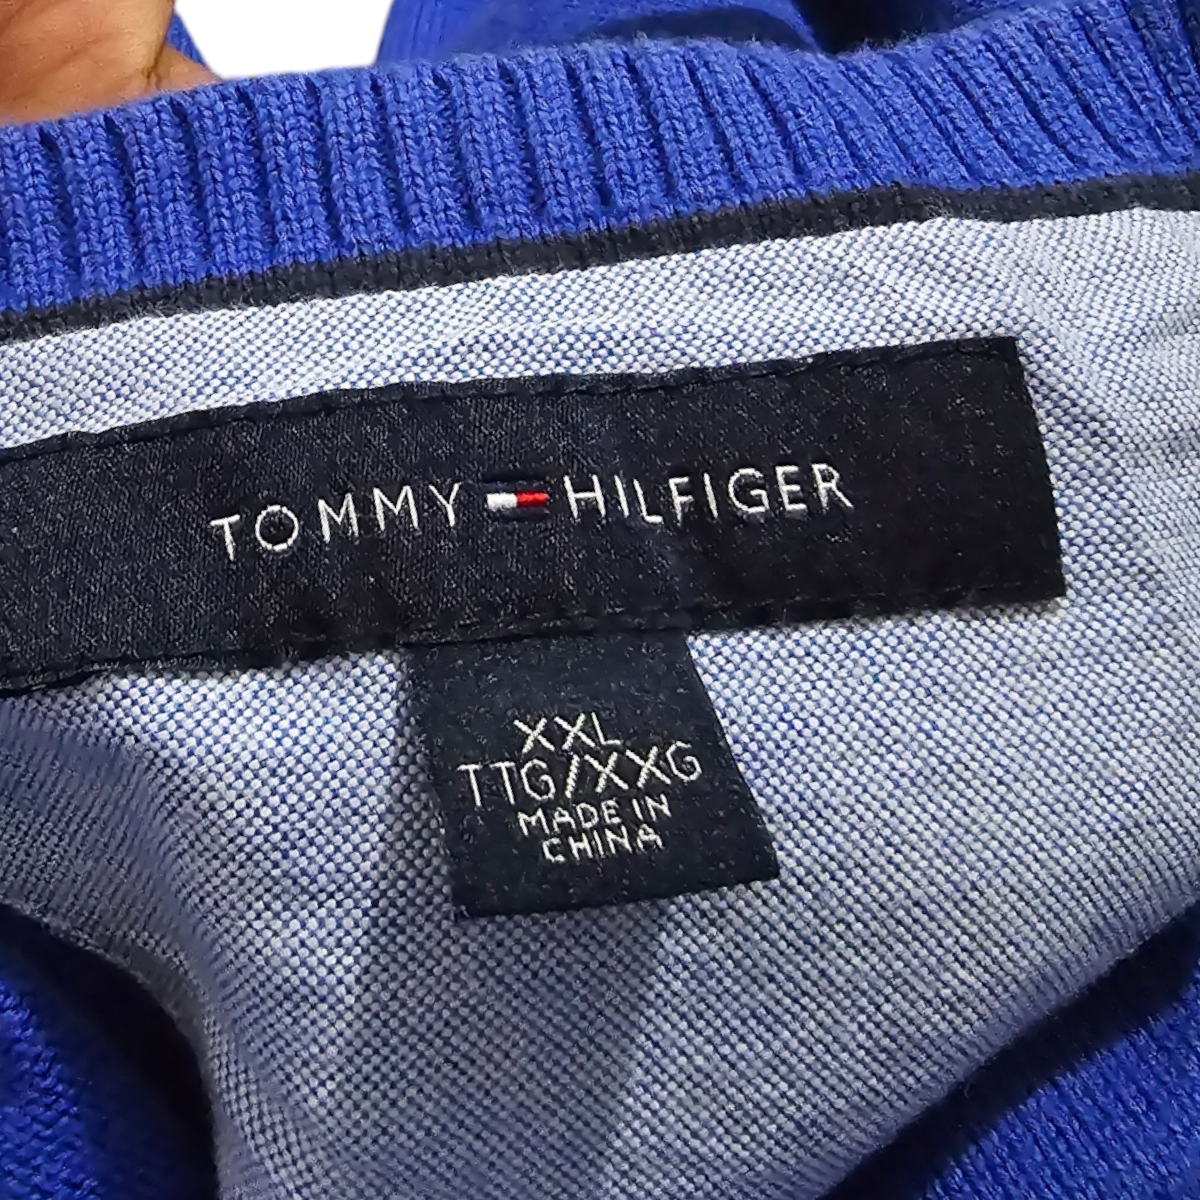 TOMMY HILFIGER
XXL
TTG/XXG
MADE IN
CHINA